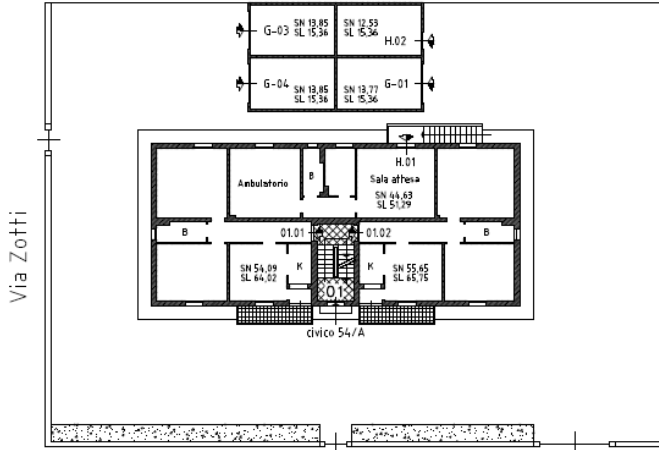 G-03
SN 13,85
SL 15,36
SN 12,53
SL 15,36
H.02
G-04
SN 13,85
SL 15,36
SN 13,77
SL 15,36
G-01
H.01
Ambulatorio
B
Sala attesa
SN 44,63
SL 51,29
B
01.01
01.02
B
SN 54,09
SL 64,02
K
K
SN 55,65
SL 65,75
01
civico 54/A
Via Zotti